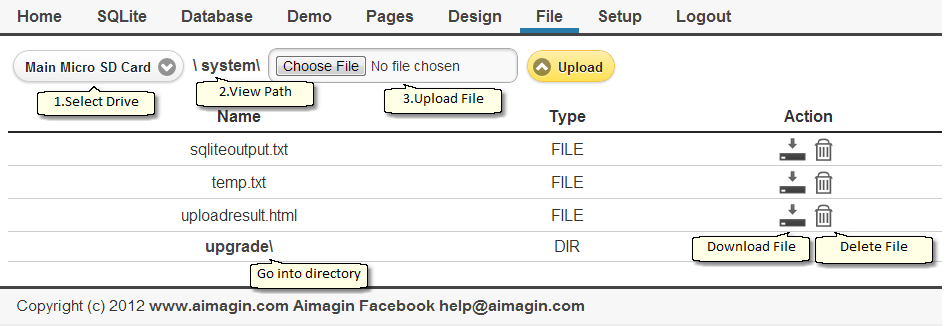 Home SQLite Database Demo Pages Design File Setup Logout
Main Micro SD Card \ system\ Choose File No file chosen Upload
1.Select Drive 2.View Path 3.Upload File
Name Type Action
sqliteoutput.txt FILE
temp.txt FILE
uploadresult.html FILE
upgrade\ DIR Download File Delete File
Go into directory
Copyright (c) 2012 www.aimagin.com Aimagin Facebook help@aimagin.com